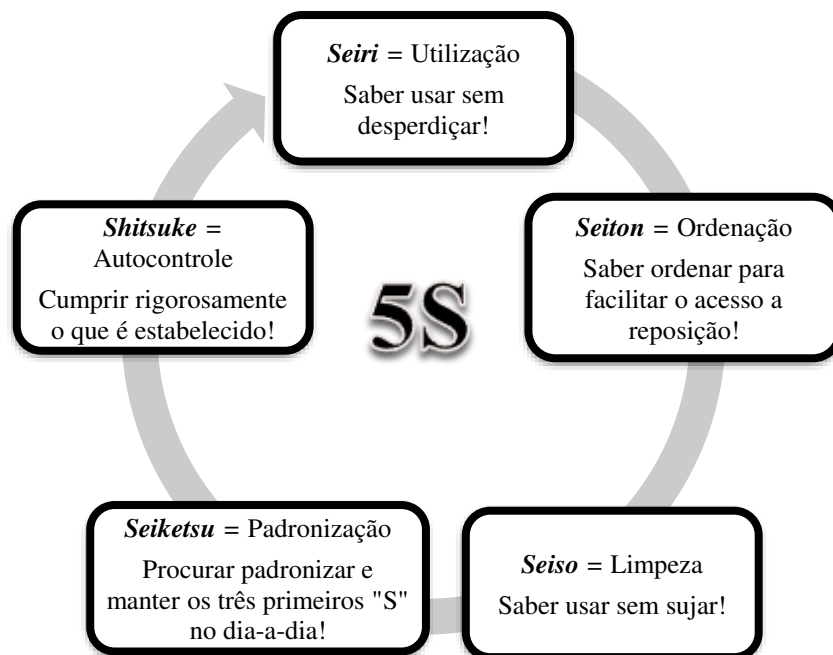 Seiri = Utilização
Saber usar sem
desperdiçar!
Seiton = Ordenação
Saber ordenar para
facilitar o acesso a
reposição!
Seiso = Limpeza
Saber usar sem sujar!
Seiketsu = Padronização
Procurar padronizar e
manter os três primeiros "S"
no dia-a-dia!
Shitsuke =
Autocontrole
Cumprir rigorosamente
o que é estabelecido!
5S